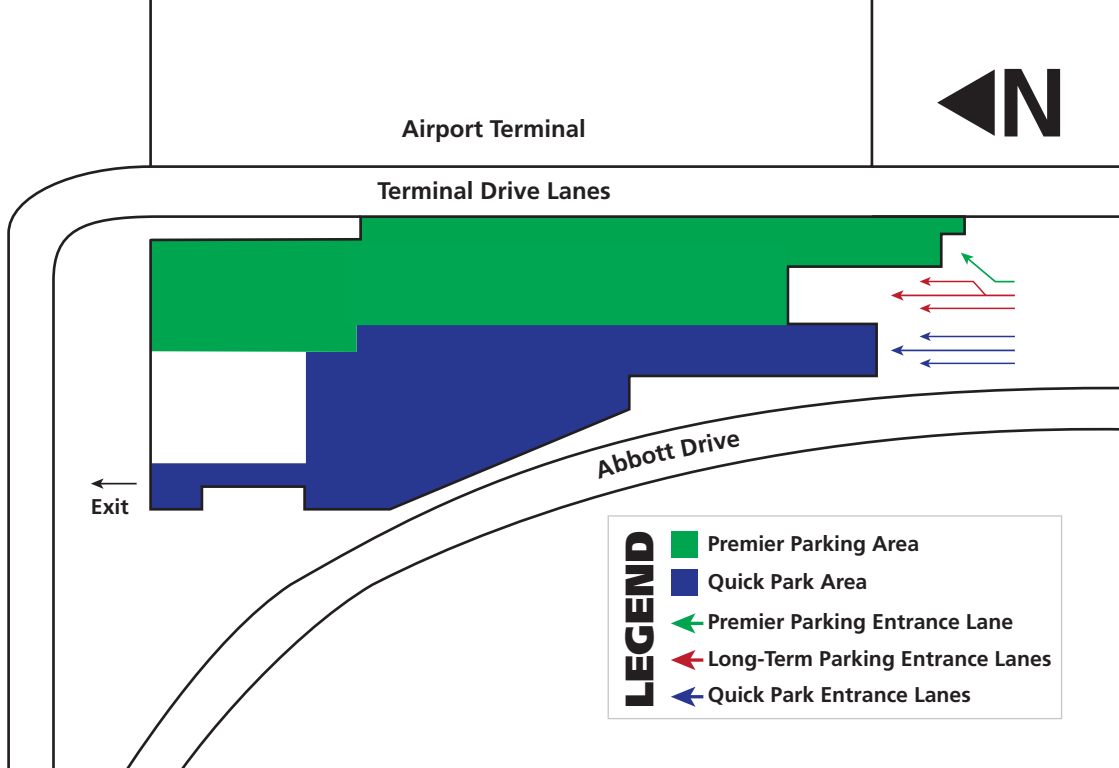 N
Airport Terminal
Terminal Drive Lanes
Abbott Drive
Exit
LEGEND
Premier Parking Area
Quick Park Area
Premier Parking Entrance Lane
Long-Term Parking Entrance Lanes
Quick Park Entrance Lanes